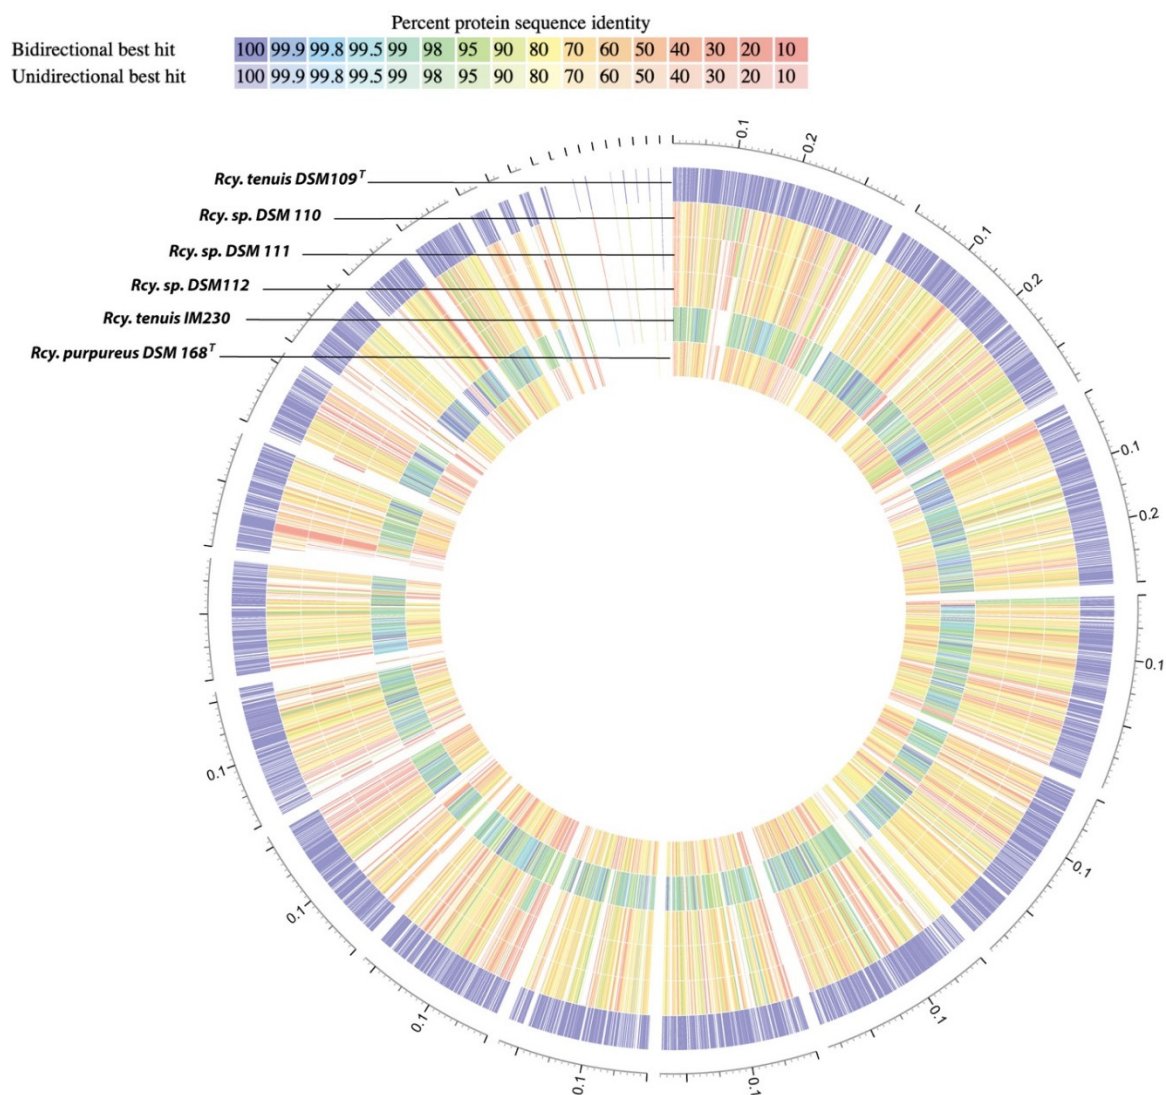 Percent protein sequence identity
Bidirectional best hit 100 99.9 99.8 99.5 99 98 95 90 80 70 60 50 40 30 20 10
Unidirectional best hit 100 99.9 99.8 99.5 99 98 95 90 80 70 60 50 40 30 20 10
0.1
0.2
Rcy. tenuis DSM109T
Rcy. sp. DSM 110
Rcy. sp. DSM 111
Rcy. sp. DSM112
Rcy. tenuis IM230
Rcy. purpureus DSM 168T
0.1
0.2
0.1
0.2
0.1
0.1
0.1
0.1
0.1
0.1
0.1
0.1